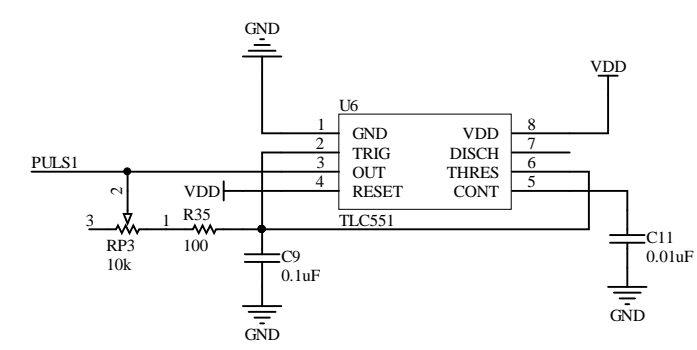 GND
VDD
U6
1 GND VDD 8
2 TRIG DISCH 7
3 OUT THRES 6
4 RESET CONT 5
PULS1
VDD
2
3 1 R35 TLC551
RP3 100
10k
C9
0.1uF
C11
0.01uF
GND
GND